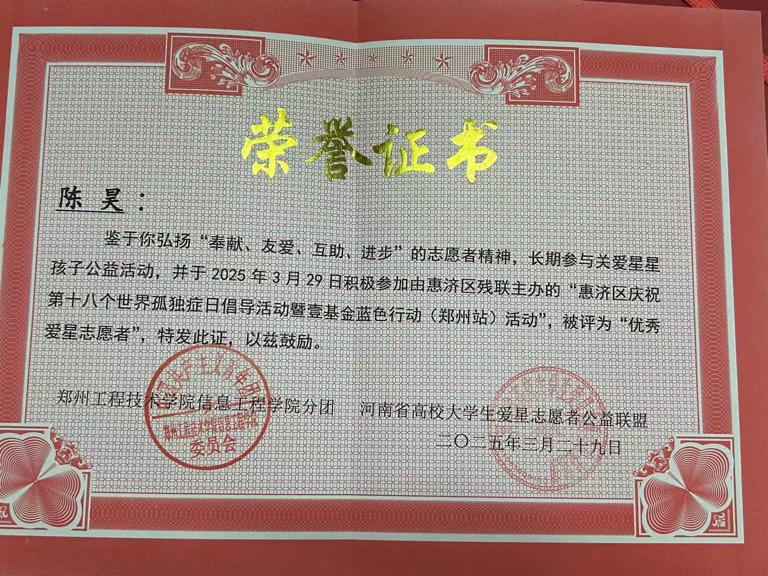 荣誉证书
陈昊：
鉴于你弘扬“奉献、友爱、互助、进步”的志愿者精神，长期参与关爱星星
孩子公益活动，并于2025年3月29日积极参加由惠济区残联主办的“惠济区庆祝
第十八个世界孤独症日倡导活动暨壹基金蓝色行动（郑州站）活动”，被评为“优秀
爱星志愿者”，特发此证，以兹鼓励。
郑州工程技术学院信息工程学院分团 河南省高校大学生爱星志愿者公益联盟
委员会
二〇二五年三月二十九日